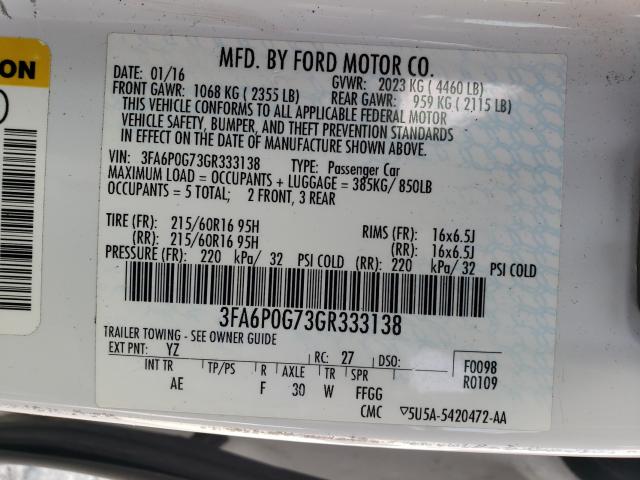 ON
MFD. BY FORD MOTOR CO.
DATE: 01/16 GVWR: 2023 KG ( 4460 LB)
FRONT GAWR: 1068 KG ( 2355 LB) REAR GAWR: 959 KG ( 2115 LB)
THIS VEHICLE CONFORMS TO ALL APPLICABLE FEDERAL MOTOR
VEHICLE SAFETY, BUMPER, AND THEFT PREVENTION STANDARDS
IN EFFECT ON THE DATE OF MANUFACTURE SHOWN ABOVE.
VIN: 3FA6P0G73GR333138 TYPE: Passenger Car
MAXIMUM LOAD = OCCUPANTS + LUGGAGE = 385KG/ 850LB
OCCUPANTS = 5 TOTAL; 2 FRONT, 3 REAR
TIRE (FR): 215/60R16 95H RIMS (FR): 16x6.5J
(RR): 215/60R16 95H (RR): 16x6.5J
PRESSURE (FR): 220 kPa/ 32 PSI COLD (RR): 220 kPa/ 32 PSI COLD
3FA6P0G73GR333138
TRAILER TOWING - SEE OWNER GUIDE
EXT PNT: YZ RC: 27 DSO: F0098
INT TR TP/PS R AXLE TR SPR R0109
AE F 30 W FFGG
CMC ▽5U5A-5420472-AA